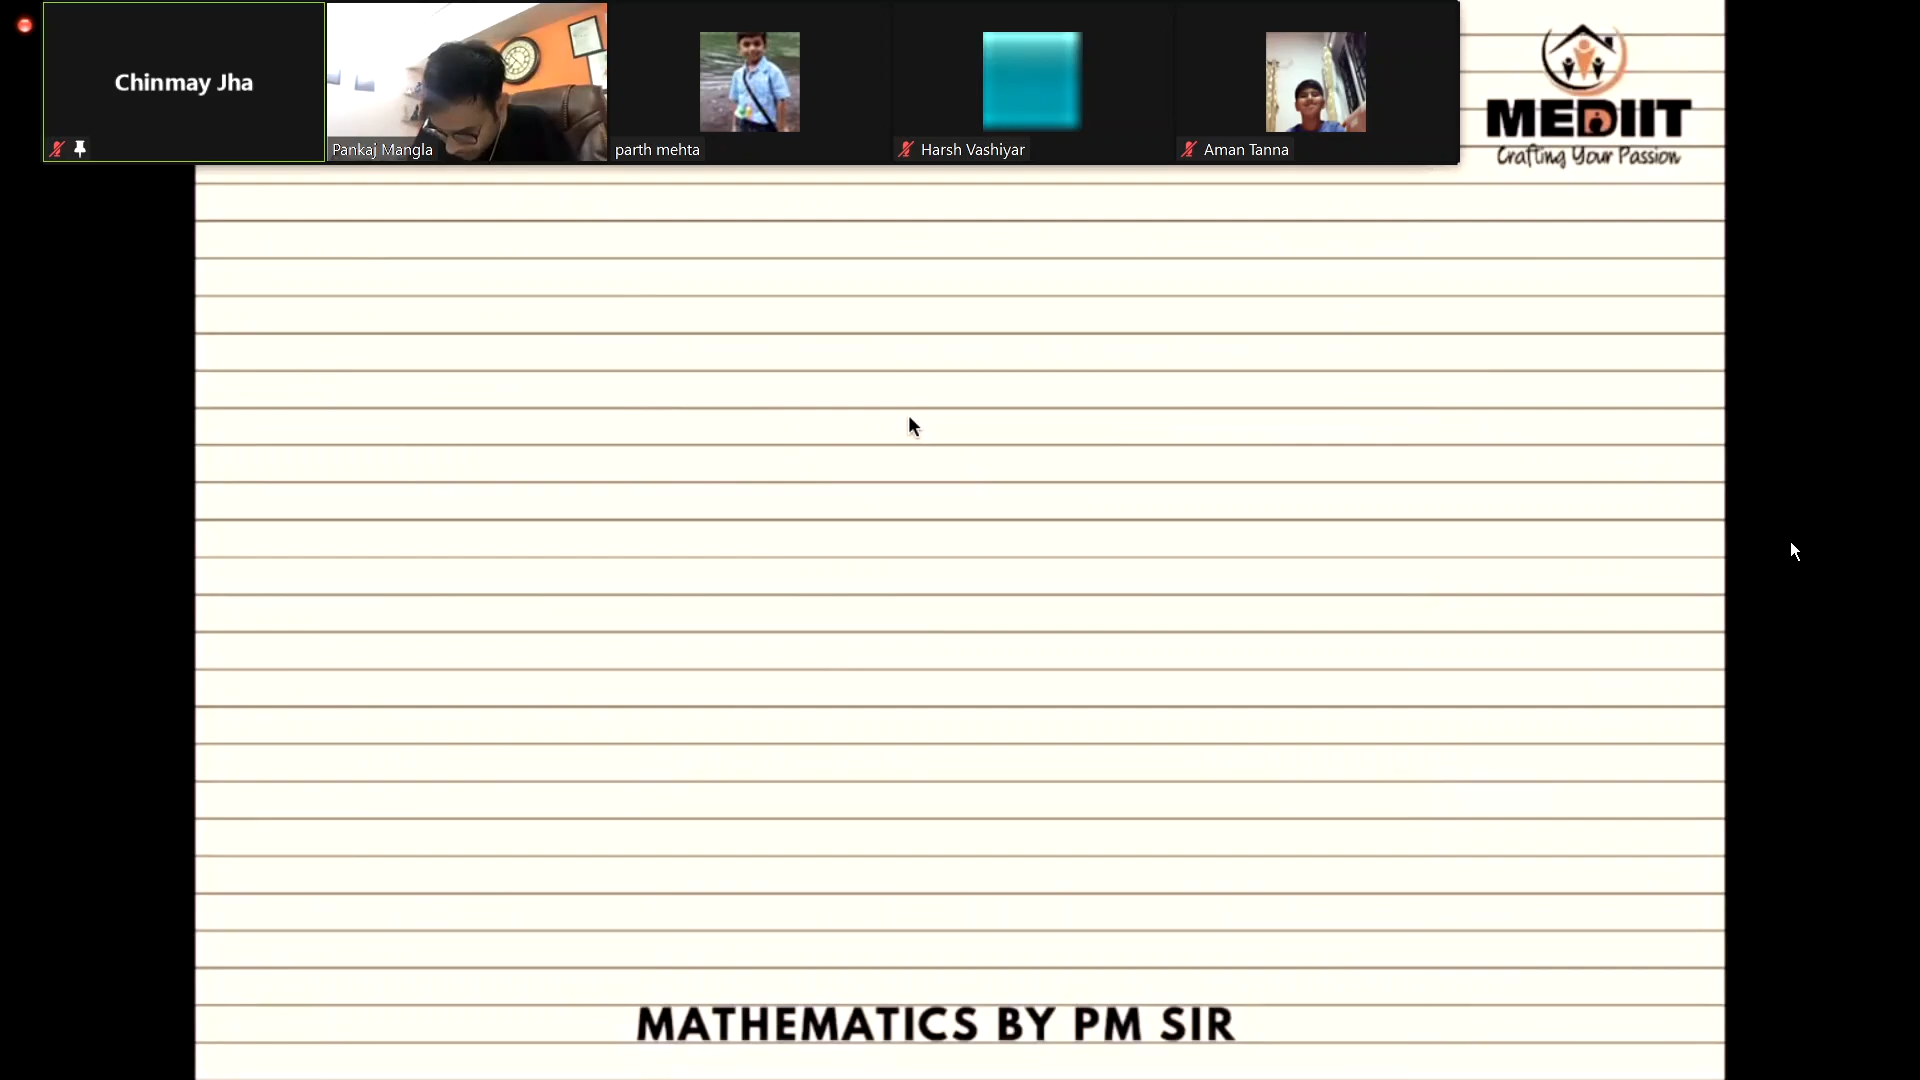 Chinmay Jha
Pankaj Mangla
parth mehta
Harsh Vashiyar
Aman Tanna
MEDIIT
Crafting Your Passion
MATHEMATICS BY PM SIR